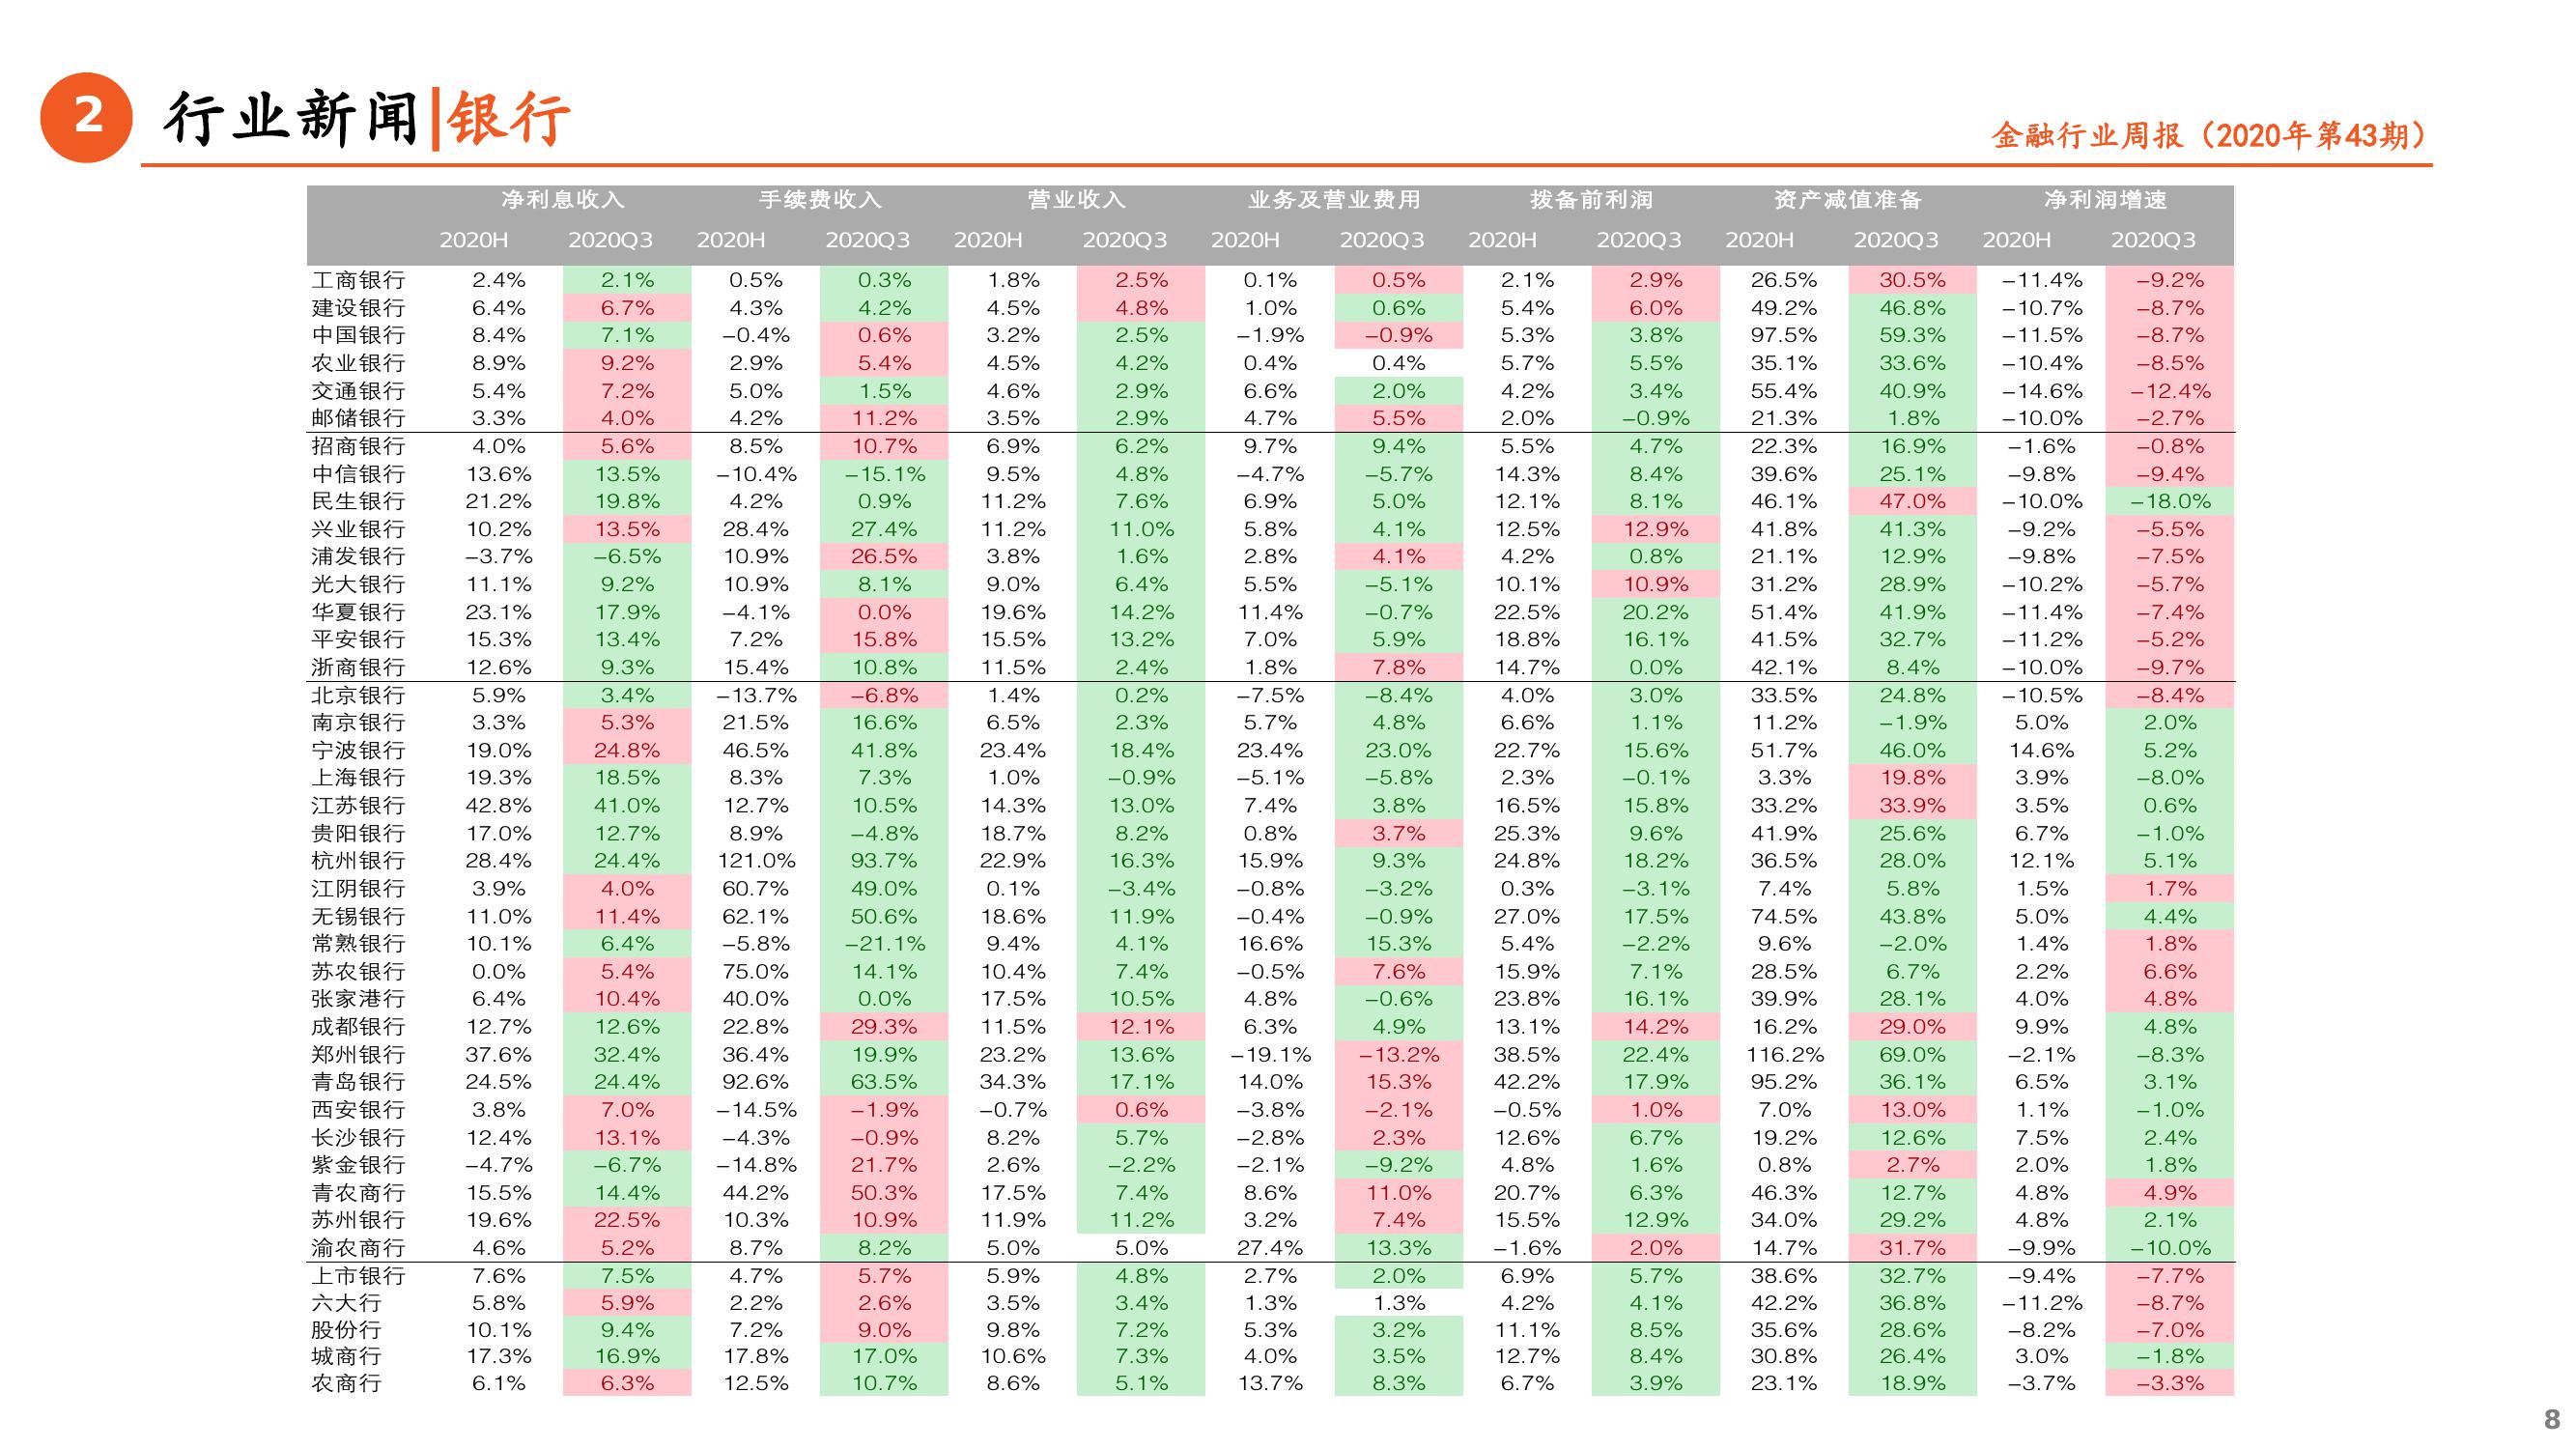 2
行业新闻|银行
金融行业周报（2020年第43期）
净利息收入 手续费收入 营业收入 业务及营业费用 拨备前利润 资产减值准备 净利润增速
2020H 2020Q3 2020H 2020Q3 2020H 2020Q3 2020H 2020Q3 2020H 2020Q3 2020H 2020Q3 2020H 2020Q3
工商银行 2.4% 2.1% 0.5% 0.3% 1.8% 2.5% 0.1% 0.5% 2.1% 2.9% 26.5% 30.5% −11.4% −9.2%
建设银行 6.4% 6.7% 4.3% 4.2% 4.5% 4.8% 1.0% 0.6% 5.4% 6.0% 49.2% 46.8% −10.7% −8.7%
中国银行 8.4% 7.1% −0.4% 0.6% 3.2% 2.5% −1.9% −0.9% 5.3% 3.8% 97.5% 59.3% −11.5% −8.7%
农业银行 8.9% 9.2% 2.9% 5.4% 4.5% 4.2% 0.4% 0.4% 5.7% 5.5% 35.1% 33.6% −10.4% −8.5%
交通银行 5.4% 7.2% 5.0% 1.5% 4.6% 2.9% 6.6% 2.0% 4.2% 3.4% 55.4% 40.9% −14.6% −12.4%
邮储银行 3.3% 4.0% 4.2% 11.2% 3.5% 2.9% 4.7% 5.5% 2.0% −0.9% 21.3% 1.8% −10.0% −2.7%
招商银行 4.0% 5.6% 8.5% 10.7% 6.9% 6.2% 9.7% 9.4% 5.5% 4.7% 22.3% 16.9% −1.6% −0.8%
中信银行 13.6% 13.5% −10.4% −15.1% 9.5% 4.8% −4.7% −5.7% 14.3% 8.4% 39.6% 25.1% −9.8% −9.4%
民生银行 21.2% 19.8% 4.2% 0.9% 11.2% 7.6% 6.9% 5.0% 12.1% 8.1% 46.1% 47.0% −10.0% −18.0%
兴业银行 10.2% 13.5% 28.4% 27.4% 11.2% 11.0% 5.8% 4.1% 12.5% 12.9% 41.8% 41.3% −9.2% −5.5%
浦发银行 −3.7% −6.5% 10.9% 26.5% 3.8% 1.6% 2.8% 4.1% 4.2% 0.8% 21.1% 12.9% −9.8% −7.5%
光大银行 11.1% 9.2% 10.9% 8.1% 9.0% 6.4% 5.5% −5.1% 10.1% 10.9% 31.2% 28.9% −10.2% −5.7%
华夏银行 23.1% 17.9% −4.1% 0.0% 19.6% 14.2% 11.4% −0.7% 22.5% 20.2% 51.4% 41.9% −11.4% −7.4%
平安银行 15.3% 13.4% 7.2% 15.8% 15.5% 13.2% 7.0% 5.9% 18.8% 16.1% 41.5% 32.7% −11.2% −5.2%
浙商银行 12.6% 9.3% 15.4% 10.8% 11.5% 2.4% 1.8% 7.8% 14.7% 0.0% 42.1% 8.4% −10.0% −9.7%
北京银行 5.9% 3.4% −13.7% −6.8% 1.4% 0.2% −7.5% −8.4% 4.0% 3.0% 33.5% 24.8% −10.5% −8.4%
南京银行 3.3% 5.3% 21.5% 16.6% 6.5% 2.3% 5.7% 4.8% 6.6% 1.1% 11.2% −1.9% 5.0% 2.0%
宁波银行 19.0% 24.8% 46.5% 41.8% 23.4% 18.4% 23.4% 23.0% 22.7% 15.6% 51.7% 46.0% 14.6% 5.2%
上海银行 19.3% 18.5% 8.3% 7.3% 1.0% −0.9% −5.1% −5.8% 2.3% −0.1% 3.3% 19.8% 3.9% −8.0%
江苏银行 42.8% 41.0% 12.7% 10.5% 14.3% 13.0% 7.4% 3.8% 16.5% 15.8% 33.2% 33.9% 3.5% 0.6%
贵阳银行 17.0% 12.7% 8.9% −4.8% 18.7% 8.2% 0.8% 3.7% 25.3% 9.6% 41.9% 25.6% 6.7% −1.0%
杭州银行 28.4% 24.4% 121.0% 93.7% 22.9% 16.3% 15.9% 9.3% 24.8% 18.2% 36.5% 28.0% 12.1% 5.1%
江阴银行 3.9% 4.0% 60.7% 49.0% 0.1% −3.4% −0.8% −3.2% 0.3% −3.1% 7.4% 5.8% 1.5% 1.7%
无锡银行 11.0% 11.4% 62.1% 50.6% 18.6% 11.9% −0.4% −0.9% 27.0% 17.5% 74.5% 43.8% 5.0% 4.4%
常熟银行 10.1% 6.4% −5.8% −21.1% 9.4% 4.1% 16.6% 15.3% 5.4% −2.2% 9.6% −2.0% 1.4% 1.8%
苏农银行 0.0% 5.4% 75.0% 14.1% 10.4% 7.4% −0.5% 7.6% 15.9% 7.1% 28.5% 6.7% 2.2% 6.6%
张家港行 6.4% 10.4% 40.0% 0.0% 17.5% 10.5% 4.8% −0.6% 23.8% 16.1% 39.9% 28.1% 4.0% 4.8%
成都银行 12.7% 12.6% 22.8% 29.3% 11.5% 12.1% 6.3% 4.9% 13.1% 14.2% 16.2% 29.0% 9.9% 4.8%
郑州银行 37.6% 32.4% 36.4% 19.9% 23.2% 13.6% −19.1% −13.2% 38.5% 22.4% 116.2% 69.0% −2.1% −8.3%
青岛银行 24.5% 24.4% 92.6% 63.5% 34.3% 17.1% 14.0% 15.3% 42.2% 17.9% 95.2% 36.1% 6.5% 3.1%
西安银行 3.8% 7.0% −14.5% −1.9% −0.7% 0.6% −3.8% −2.1% −0.5% 1.0% 7.0% 13.0% 1.1% −1.0%
长沙银行 12.4% 13.1% −4.3% −0.9% 8.2% 5.7% −2.8% 2.3% 12.6% 6.7% 19.2% 12.6% 7.5% 2.4%
紫金银行 −4.7% −6.7% −14.8% 21.7% 2.6% −2.2% −2.1% −9.2% 4.8% 1.6% 0.8% 2.7% 2.0% 1.8%
青农商行 15.5% 14.4% 44.2% 50.3% 17.5% 7.4% 8.6% 11.0% 20.7% 6.3% 46.3% 12.7% 4.8% 4.9%
苏州银行 19.6% 22.5% 10.3% 10.9% 11.9% 11.2% 3.2% 7.4% 15.5% 12.9% 34.0% 29.2% 4.8% 2.1%
渝农商行 4.6% 5.2% 8.7% 8.2% 5.0% 5.0% 27.4% 13.3% −1.6% 2.0% 14.7% 31.7% −9.9% −10.0%
上市银行 7.6% 7.5% 4.7% 5.7% 5.9% 4.8% 2.7% 2.0% 6.9% 5.7% 38.6% 32.7% −9.4% −7.7%
六大行 5.8% 5.9% 2.2% 2.6% 3.5% 3.4% 1.3% 1.3% 4.2% 4.1% 42.2% 36.8% −11.2% −8.7%
股份行 10.1% 9.4% 7.2% 9.0% 9.8% 7.2% 5.3% 3.2% 11.1% 8.5% 35.6% 28.6% −8.2% −7.0%
城商行 17.3% 16.9% 17.8% 17.0% 10.6% 7.3% 4.0% 3.5% 12.7% 8.4% 30.8% 26.4% 3.0% −1.8%
农商行 6.1% 6.3% 12.5% 10.7% 8.6% 5.1% 13.7% 8.3% 6.7% 3.9% 23.1% 18.9% −3.7% −3.3%
8